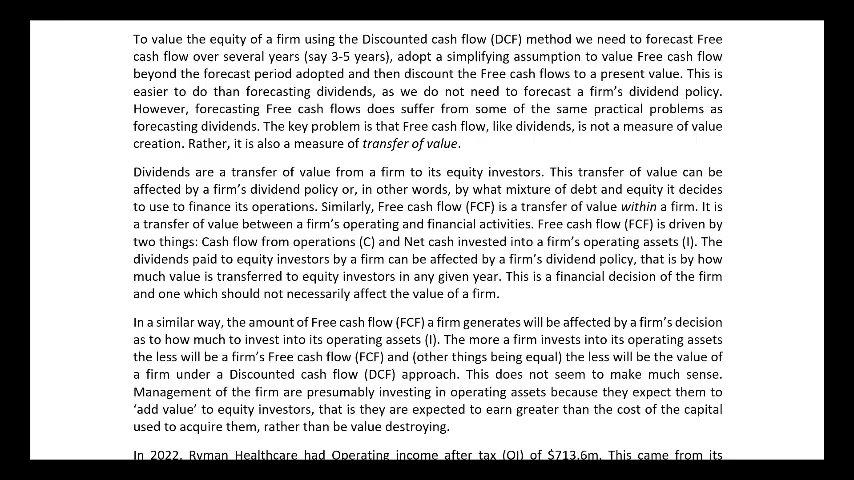 To value the equity of a firm using the Discounted cash flow (DCF) method we need to forecast Free
cash flow over several years (say 3-5 years), adopt a simplifying assumption to value Free cash flow
beyond the forecast period adopted and then discount the Free cash flows to a present value. This is
easier to do than forecasting dividends, as we do not need to forecast a firm's dividend policy.
However, forecasting Free cash flows does suffer from some of the same practical problems as
forecasting dividends. The key problem is that Free cash flow, like dividends, is not a measure of value
creation. Rather, it is also a measure of transfer of value.
Dividends are a transfer of value from a firm to its equity investors. This transfer of value can be
affected by a firm's dividend policy or, in other words, by what mixture of debt and equity it decides
to use to finance its operations. Similarly, Free cash flow (FCF) is a transfer of value within a firm. It is
a transfer of value between a firm's operating and financial activities. Free cash flow (FCF) is driven by
two things: Cash flow from operations (C) and Net cash invested into a firm's operating assets (I). The
dividends paid to equity investors by a firm can be affected by a firm's dividend policy, that is by how
much value is transferred to equity investors in any given year. This is a financial decision of the firm
and one which should not necessarily affect the value of a firm.
In a similar way, the amount of Free cash flow (FCF) a firm generates will be affected by a firm's decision
as to how much to invest into its operating assets (I). The more a firm invests into its operating assets
the less will be a firm's Free cash flow (FCF) and (other things being equal) the less will be the value of
a firm under a Discounted cash flow (DCF) approach. This does not seem to make much sense.
Management of the firm are presumably investing in operating assets because they expect them to
‘add value’ to equity investors, that is they are expected to earn greater than the cost of the capital
used to acquire them, rather than be value destroying.
In 2022, Ryman Healthcare had Operating income after tax (OI) of $713.6m. This came from its